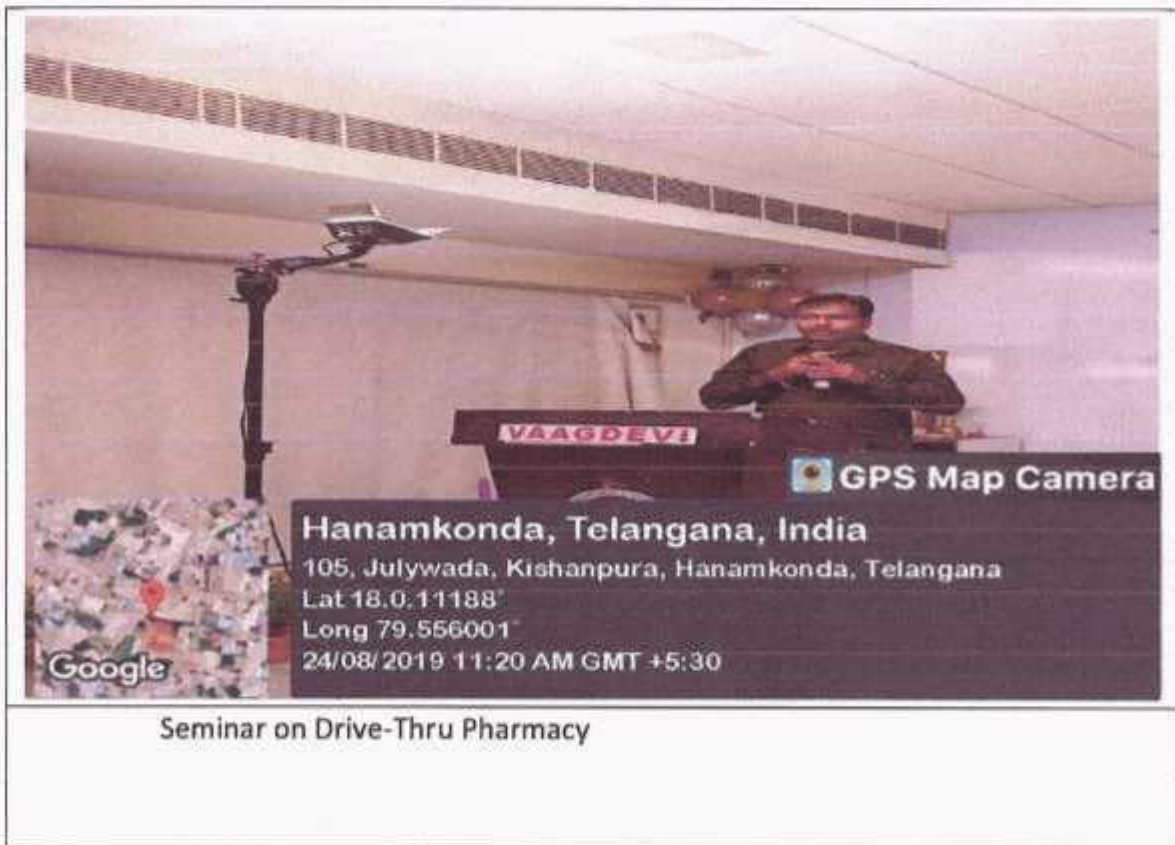 VAAGDEVI
GPS Map Camera
Hanamkonda, Telangana, India
105, Julywada, Kishanpura, Hanamkonda, Telangana
Lat 18.0.11188°
Long 79.556001°
24/08/2019 11:20 AM GMT +5:30
Google
Seminar on Drive-Thru Pharmacy